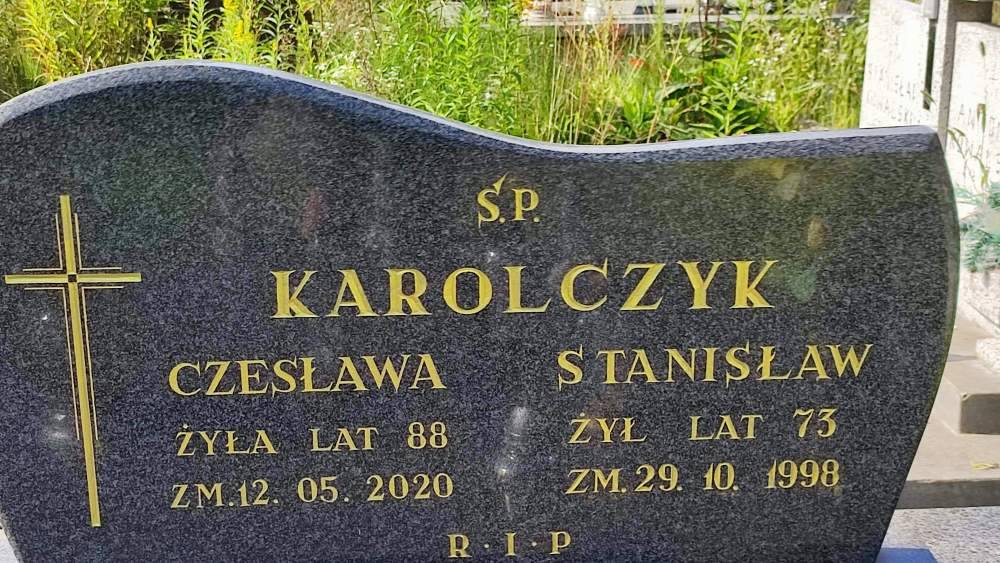 Ś.P.
KAROLCZYK
CZESŁAWA
ŻYŁA LAT 88
ZM.12. 05. 2020
STANISŁAW
ŻYŁ LAT 73
ZM.29. 10. 1998
R·I·P